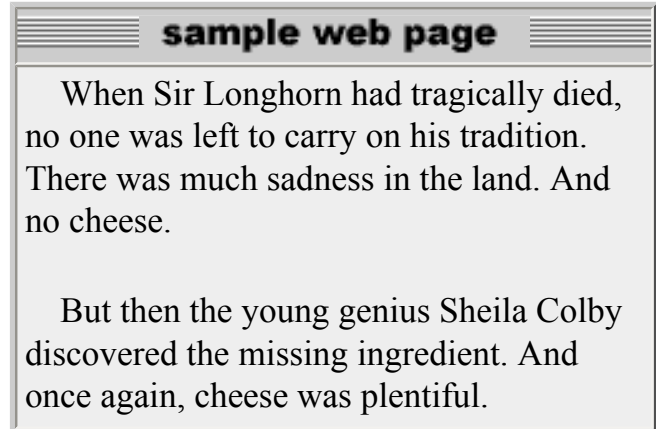 sample web page
When Sir Longhorn had tragically died,
no one was left to carry on his tradition.
There was much sadness in the land. And
no cheese.
But then the young genius Sheila Colby
discovered the missing ingredient. And
once again, cheese was plentiful.